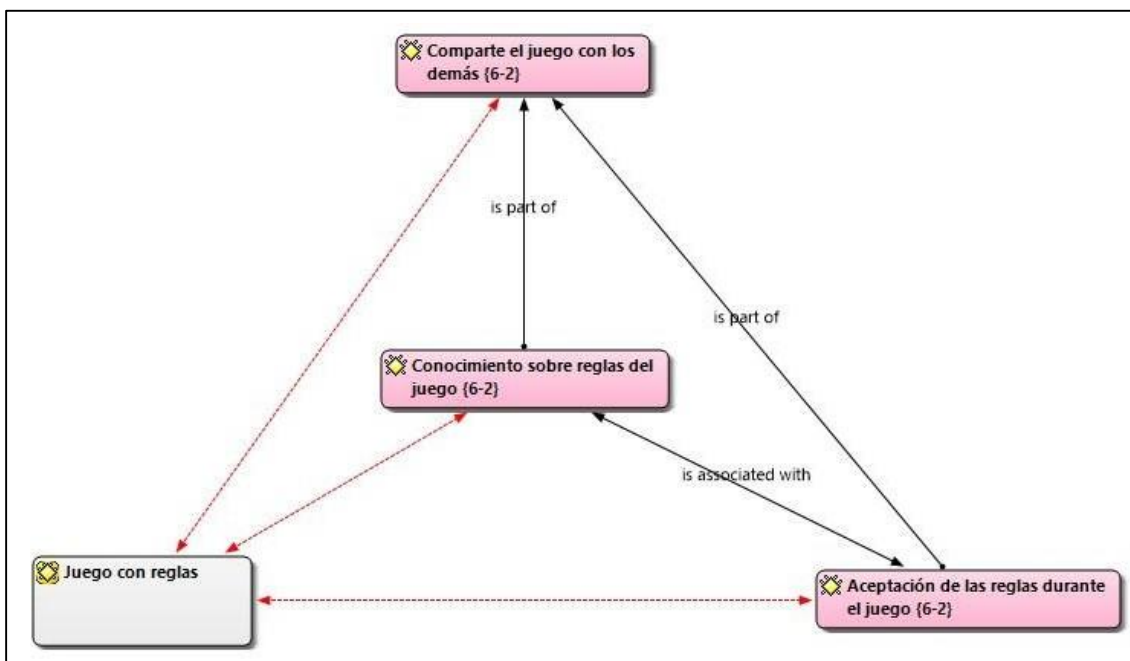 Comparte el juego con los
demás {6-2}
is part of
is part of
Conocimiento sobre reglas del
juego {6-2}
is associated with
Juego con reglas
Aceptación de las reglas durante
el juego {6-2}